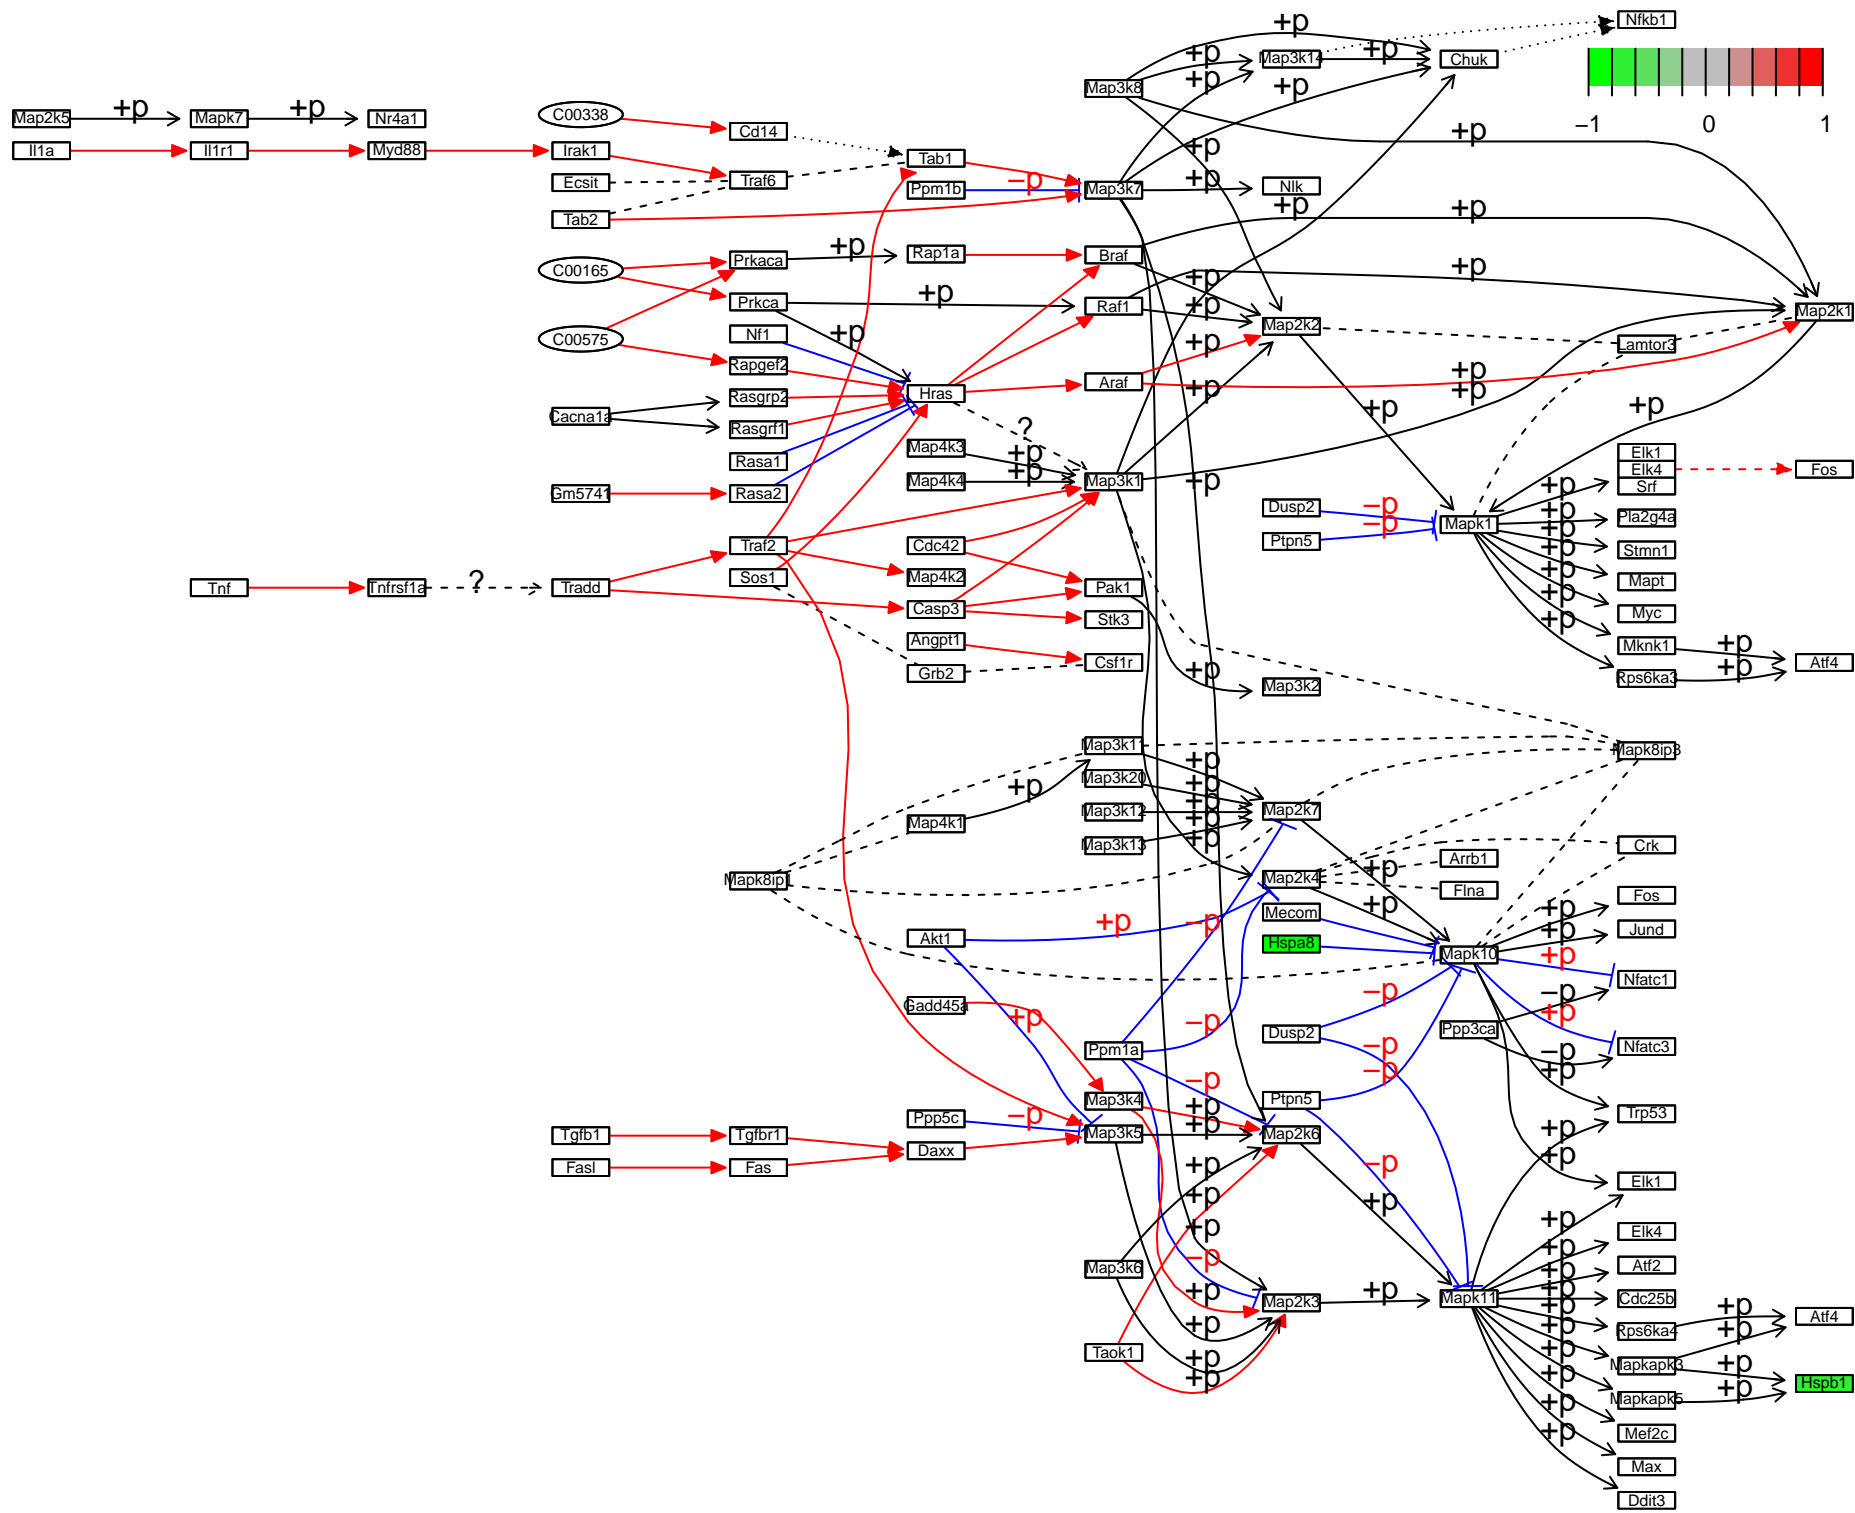 Nfkb1
+p
Map3k14
+p
Chuk
+p
+p
Map3k8
+p
−1
0
1
Map2k5
+p
Mapk7
+p
Nr4a1
C00338
Cd14
+p
Il1a
Il1r1
Myd88
Irak1
Tab1
+p
Ecsit
Traf6
Ppm1b
−p
Map3k7
+p
Nlk
Tab2
+p
+p
C00165
Prkaca
+p
Rap1a
Braf
+p
+p
Prkca
+p
Raf1
+p
Map2k1
C00575
Nf1
+p
Map2k2
Lamtor3
+p
Rapgef2
Hras
Araf
+p
+p
+p
Cacna1a
Rasgrp2
+p
+p
Rasgrf1
?
Map4k3
+p
Elk1
Rasa1
+p
Elk4
Fos
Gm5741
Rasa2
Map4k4
Map3k1
+p
Srf
+p
Dusp2
−p
+p
Pla2g4a
−p
Mapk1
+p
Traf2
Cdc42
Ptpn5
Stmn1
+p
Tnf
Tnfrsf1a
?
Tradd
Sos1
Map4k2
Pak1
+p
Mapt
Casp3
Stk3
+p
Myc
Angpt1
+p
Mknk1
+p
Grb2
Csf1r
+p
Map3k2
Rps6ka3
+p
Atf4
Map3k11
+p
Mapk8ip3
+p
Map3k20
+p
Map4k1
Map3k12
+p
Map2k7
+p
Map3k13
+p
Crk
Mapk8ip1
Map2k4
+p
Arrb1
Flna
Fos
+p
Mecom
+p
Akt1
+p
−p
Hspa8
+p
Jund
Mapk10
+p
Nfatc1
−p
−p
Gadd45a
+p
−p
+p
Dusp2
Ppp3ca
Ppm1a
−p
−p
Nfatc3
−p
−p
+p
Map3k4
Ptpn5
Ppp5c
−p
+p
Trp53
Tgfb1
Tgfbr1
Map3k5
+p
Map2k6
+p
Fasl
Fas
Daxx
+p
−p
+p
+p
+p
Elk1
+p
+p
Elk4
−p
+p
Map3k6
Atf2
+p
+p
Map2k3
+p
Mapk11
+p
Cdc25b
+p
+p
Rps6ka4
+p
Atf4
Taok1
+p
+p
Mapkapk3
+p
+p
+p
Mapkapk5
+p
Hspb1
+p
Mef2c
+p
Max
Ddit3